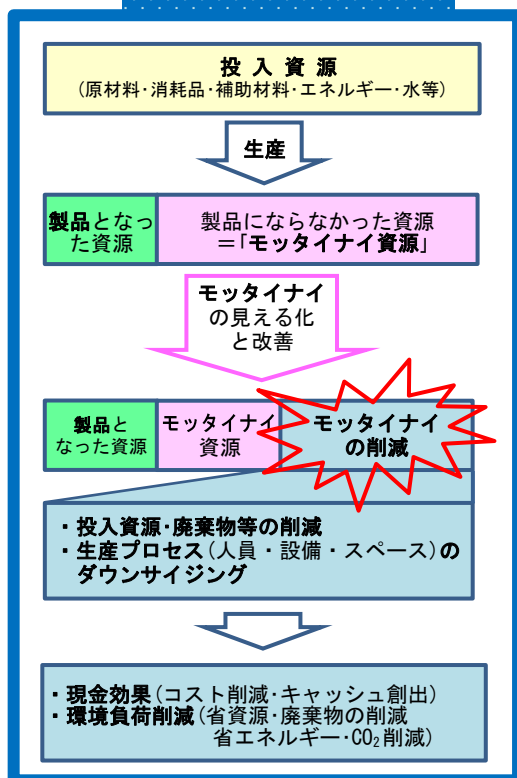 投入資源
(原材料･消耗品･補助材料･エネルギー･水等)
生産
製品となっ
た資源
製品にならなかった資源
＝｢モッタイナイ資源｣
モッタイナイ
の見える化
と改善
製品と
なった資源
モッタイナイ
資源
モッタイナイ
の削減
・投入資源･廃棄物等の削減
・生産プロセス(人員・設備・スペース)の
ダウンサイジング
・現金効果(コスト削減･キャッシュ創出)
・環境負荷削減(省資源･廃棄物の削減
省エネルギー･CO₂削減)